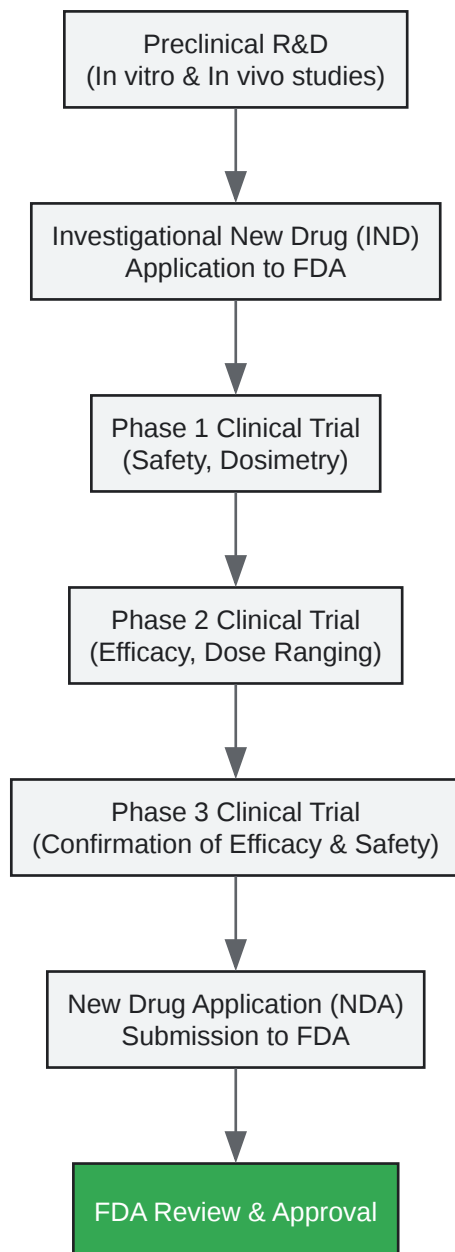 Preclinical R&D
(In vitro & In vivo studies)
Investigational New Drug (IND)
Application to FDA
Phase 1 Clinical Trial
(Safety, Dosimetry)
Phase 2 Clinical Trial
(Efficacy, Dose Ranging)
Phase 3 Clinical Trial
(Confirmation of Efficacy & Safety)
New Drug Application (NDA)
Submission to FDA
FDA Review & Approval